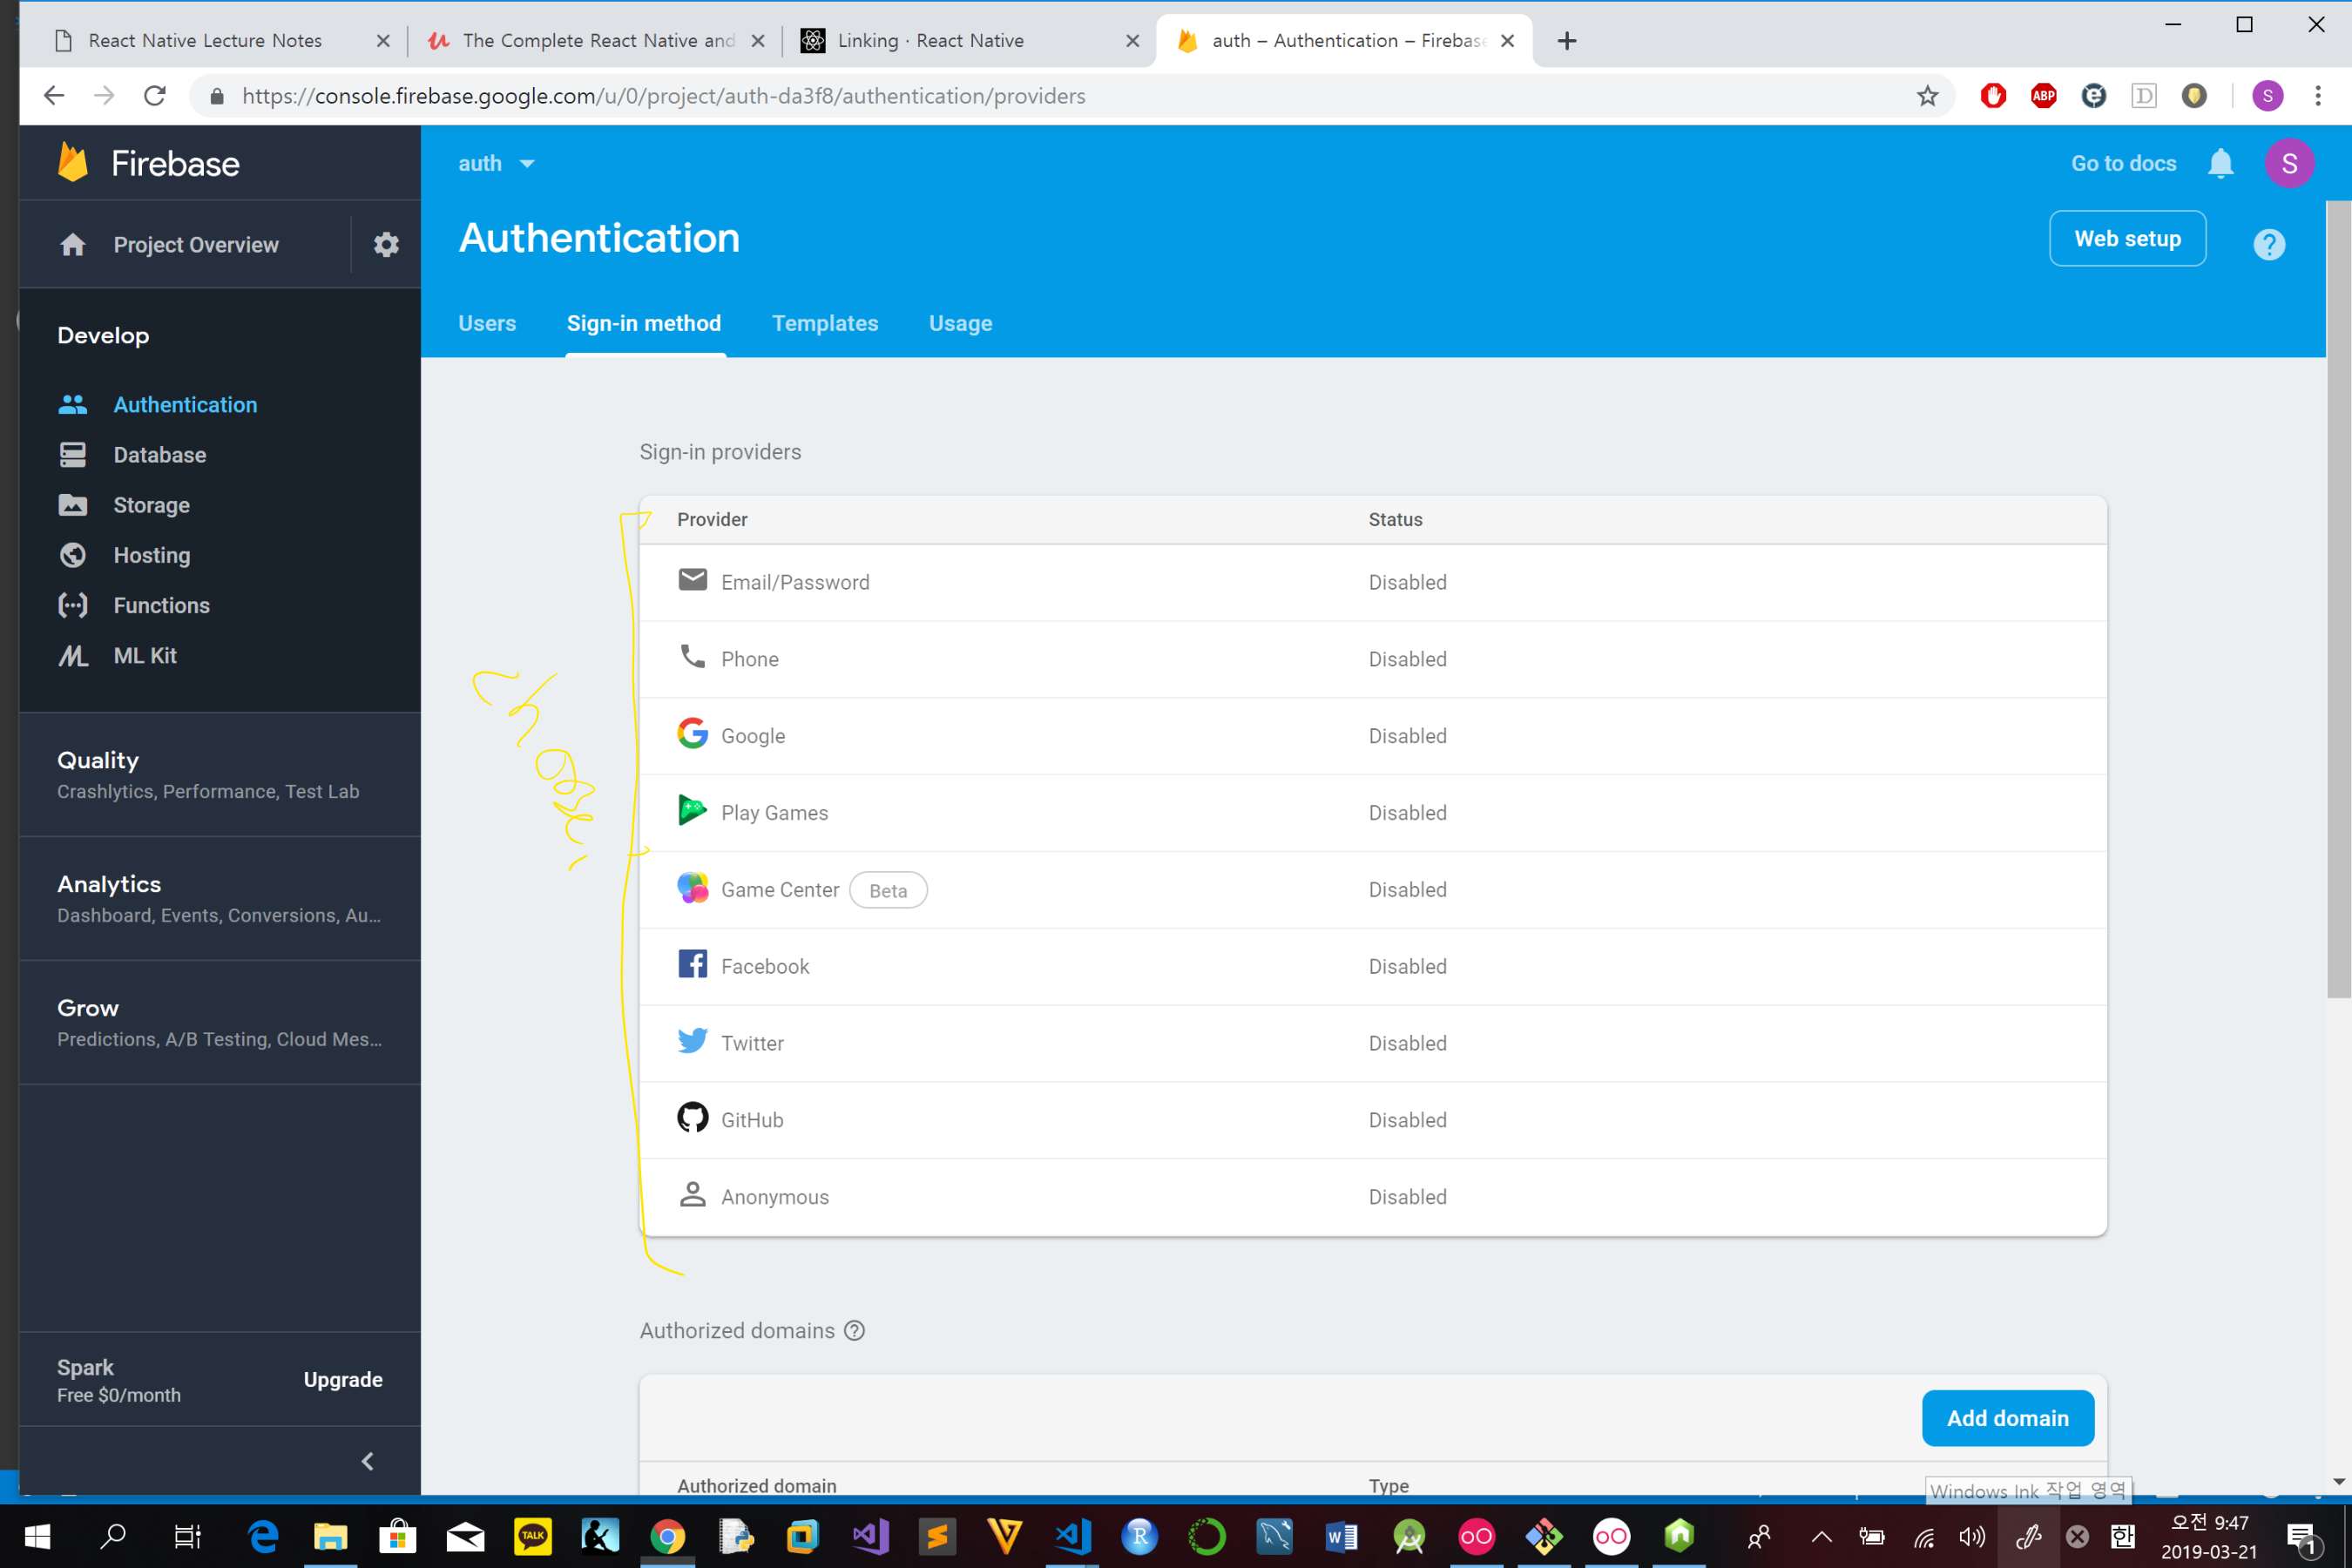 React Native Lecture Notes
The Complete React Native and
Linking · React Native
auth – Authentication – Firebase
https://console.firebase.google.com/u/0/project/auth-da3f8/authentication/providers
ABP
D
S
Firebase
auth
Go to docs
S
Project Overview
Authentication
Web setup
Users
Sign-in method
Templates
Usage
Develop
Authentication
Database
Storage
Hosting
Functions
ML Kit
Quality
Crashlytics, Performance, Test Lab
Analytics
Dashboard, Events, Conversions, Au...
Grow
Predictions, A/B Testing, Cloud Mes...
Spark
Free $0/month
Upgrade
Sign-in providers
Provider Status
Email/Password Disabled
Phone Disabled
Google Disabled
Play Games Disabled
Game Center Beta Disabled
Facebook Disabled
Twitter Disabled
GitHub Disabled
Anonymous Disabled
Authorized domains
Add domain
Authorized domain Type
Windows Ink 작업 영역
TALK
R
한
오전 9:47
2019-03-21
1